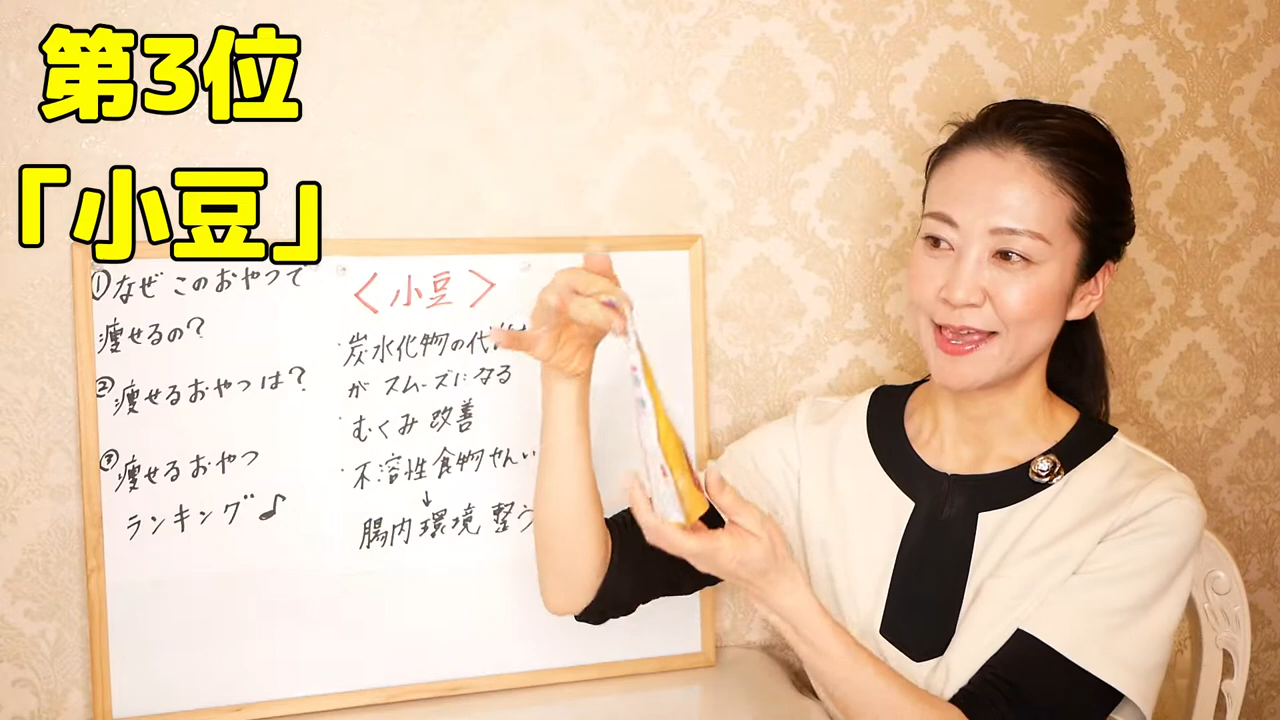 第3位
「小豆」
①なぜ このおやつで
痩せるの?
②痩せるおやつは?
③痩せるおやつ
ランキング♪
〈小豆〉
・炭水化物の代
がスムーズになる
・むくみ改善
・不溶性食物せんい
↓
腸内環境 整う